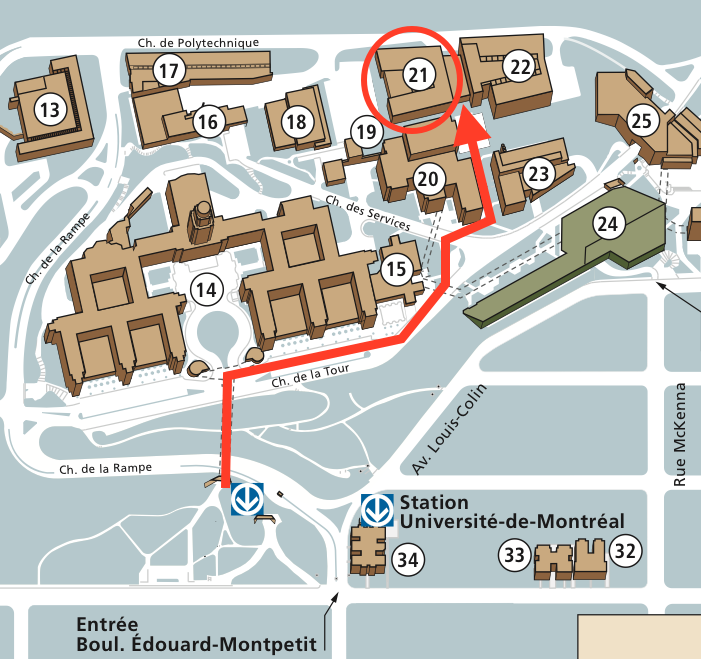 Ch. de Polytechnique
17
21
22
13
16
18
19
25
20
23
Ch. des Services
24
Ch. de la Rampe
15
14
Ch. de la Tour
Av. Louis-Colin
Rue McKenna
Ch. de la Rampe
Station
Université-de-Montréal
34
33
32
Entrée
Boul. Édouard-Montpetit